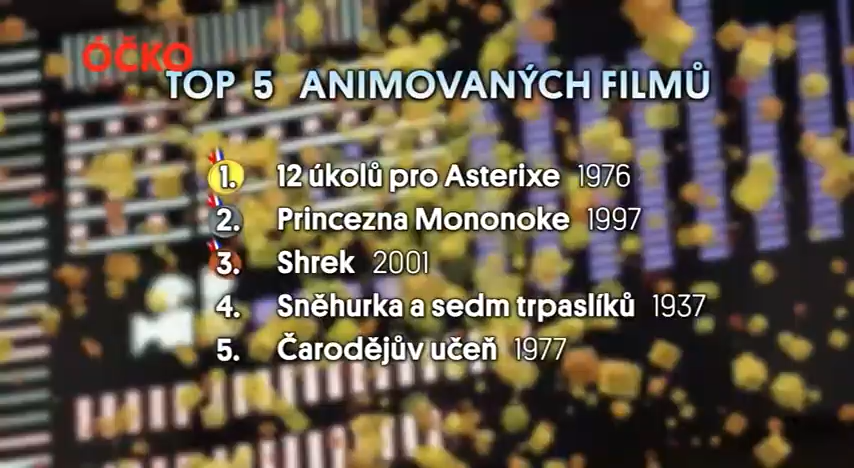 ÓČKO
TOP 5 ANIMOVANÝCH FILMŮ
1. 12 úkolů pro Asterixe 1976
2. Princezna Mononoke 1997
3. Shrek 2001
4. Sněhurka a sedm trpaslíků 1937
5. Čarodějův učeň 1977